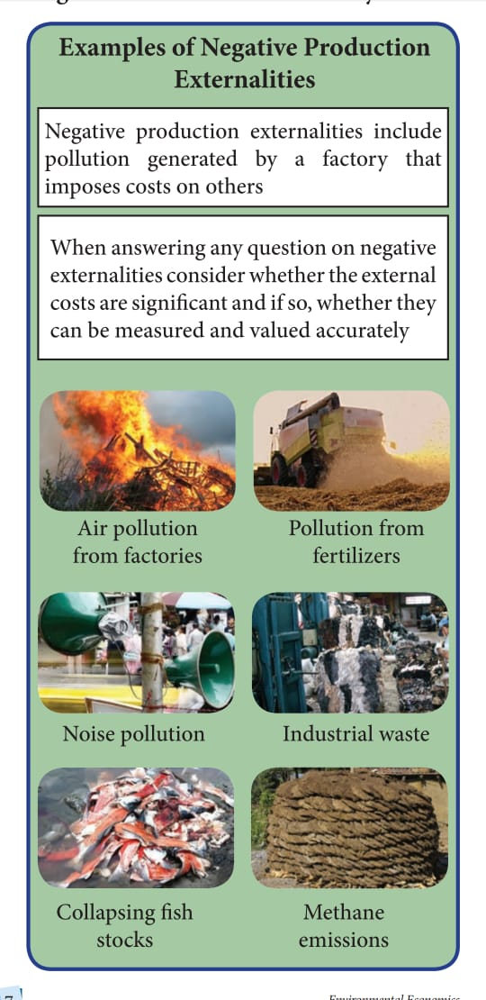 Examples of Negative Production
Externalities
Negative production externalities include
pollution generated by a factory that
imposes costs on others
When answering any question on negative
externalities consider whether the external
costs are significant and if so, whether they
can be measured and valued accurately
Air pollution
from factories
Pollution from
fertilizers
Noise pollution
Industrial waste
Collapsing fish
stocks
Methane
emissions
7
Environmental Economics